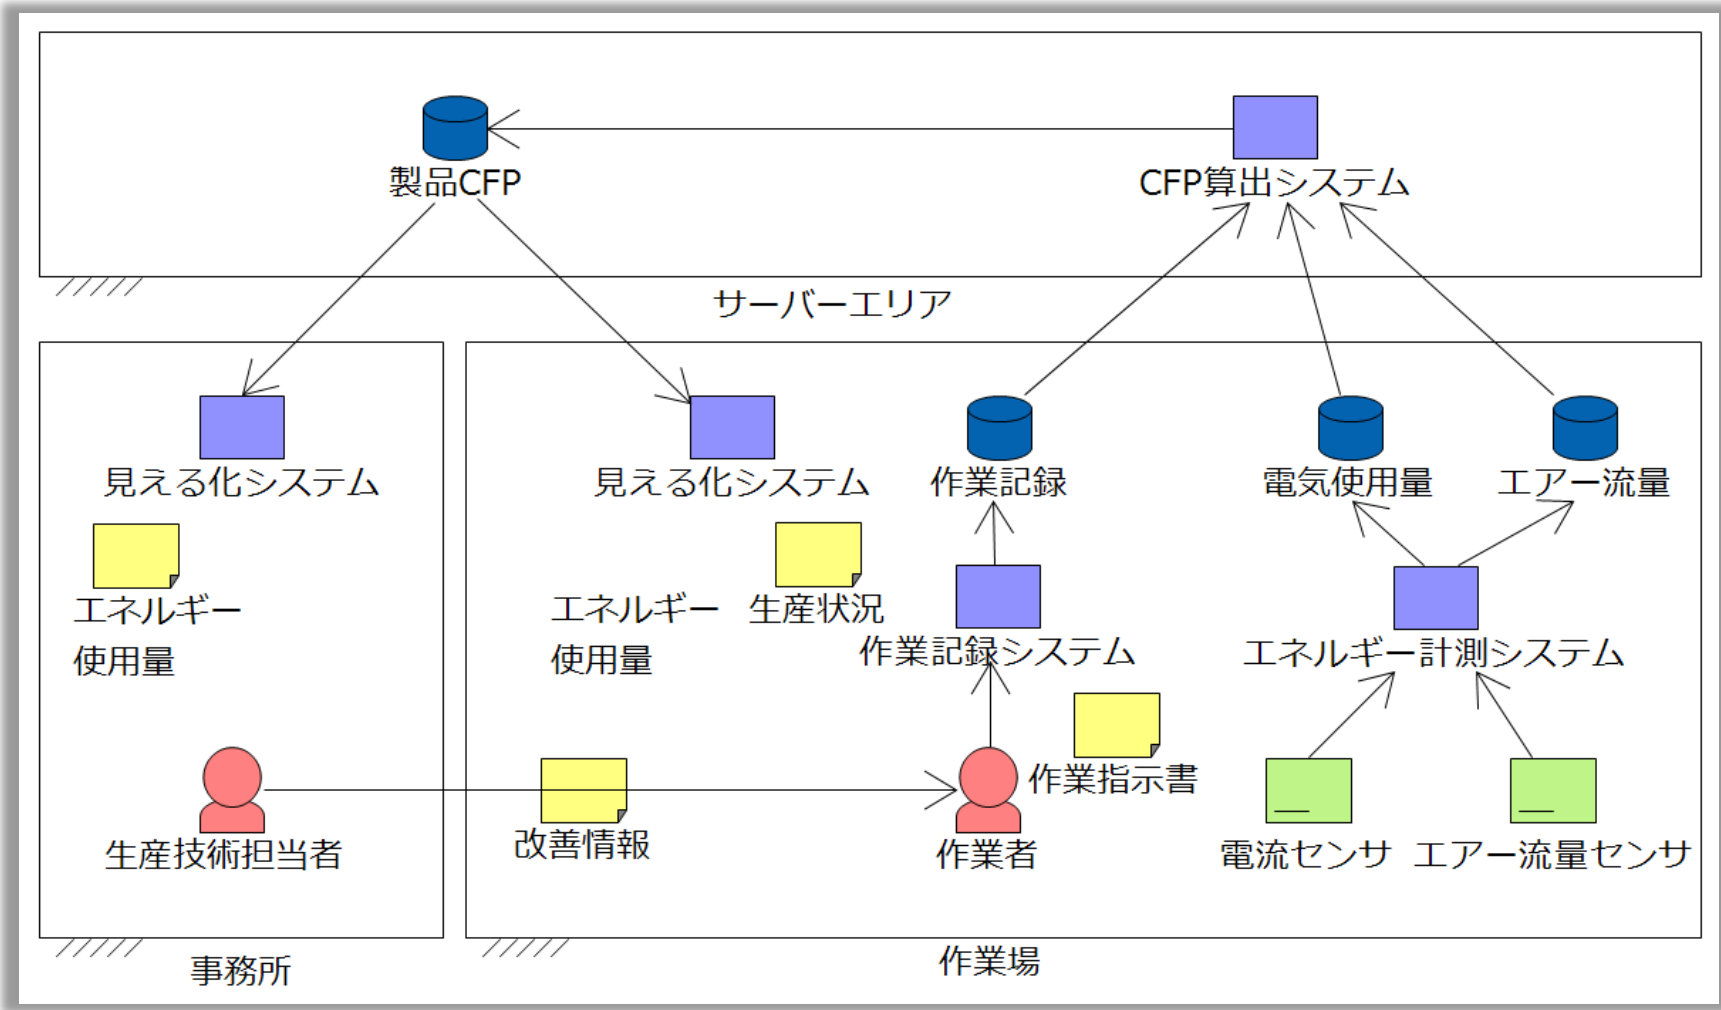 製品CFP
CFP算出システム
サーバーエリア
見える化システム
見える化システム
作業記録
電気使用量
エアー流量
エネルギー
使用量
エネルギー
使用量
生産状況
作業記録システム
エネルギー計測システム
作業指示書
生産技術担当者
改善情報
作業者
電流センサ
エアー流量センサ
事務所
作業場